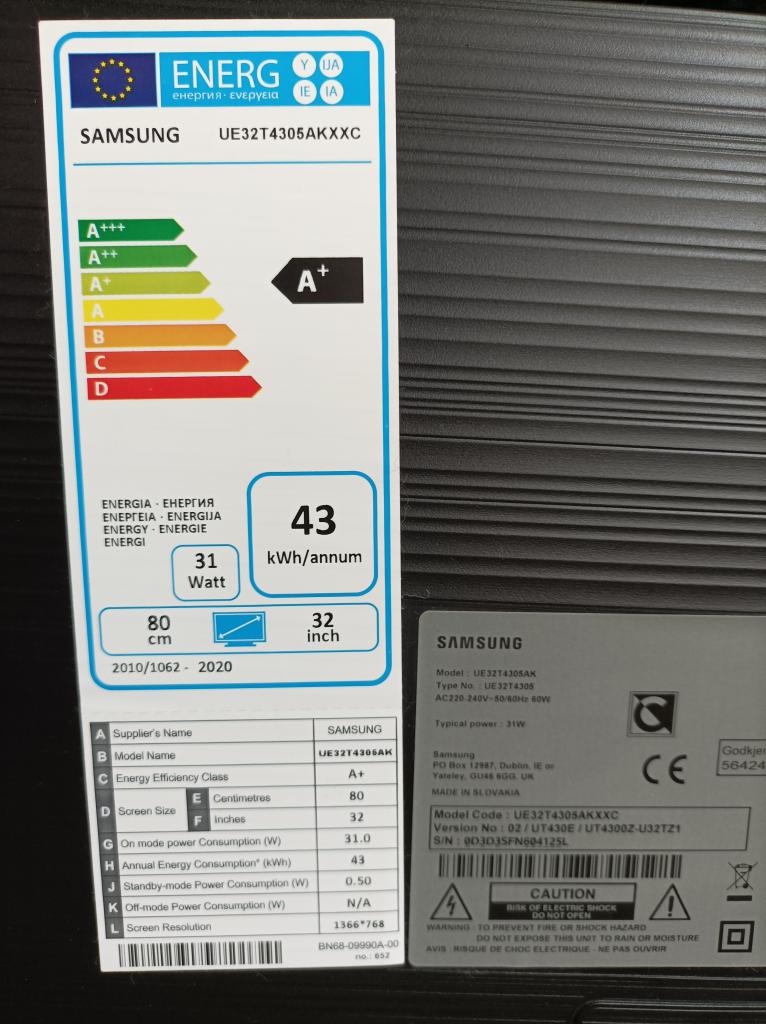 ENERG
енергия · ενεργεια
Y IJA
IE IA
SAMSUNG UE32T4305AKXXC
A+++
A++
A+
A
B
C
D
A+
ENERGIA · ЕНЕРГИЯ
ΕΝΕΡΓΕΙΑ · ENERGIJA
ENERGY · ENERGIE
ENERGI
43
kWh/annum
31
Watt
80
cm
32
inch
2010/1062 - 2020
A Supplier's Name SAMSUNG
B Model Name UE32T4305AK
C Energy Efficiency Class A+
D Screen Size E Centimetres 80
F Inches 32
G On mode power Consumption (W) 31.0
H Annual Energy Consumption* (kWh) 43
J Standby-mode Power Consumption (W) 0.50
K Off-mode Power Consumption (W) N/A
L Screen Resolution 1366*768
BN68-09990A-00
no.: 652
SAMSUNG
Model : UE32T4305AK
Type No. : UE32T4305
AC220-240V~50/60Hz 60W
Typical power : 31W
Samsung
PO Box 12987, Dublin. IE or
Yateley, GU46 6GG. UK
MADE IN SLOVAKIA
CE
Godkjen
56424
Model Code : UE32T4305AKXXC
Version No : 02 / UT430E / UT4300Z-U32TZ1
S/N : 0D3D3SFN604125L
CAUTION
RISK OF ELECTRIC SHOCK
DO NOT OPEN
WARNING : TO PREVENT FIRE OR SHOCK HAZARD
DO NOT EXPOSE THIS UNIT TO RAIN OR MOISTURE
AVIS : RISQUE DE CHOC ELECTRIQUE - NE PAS OUVRIR